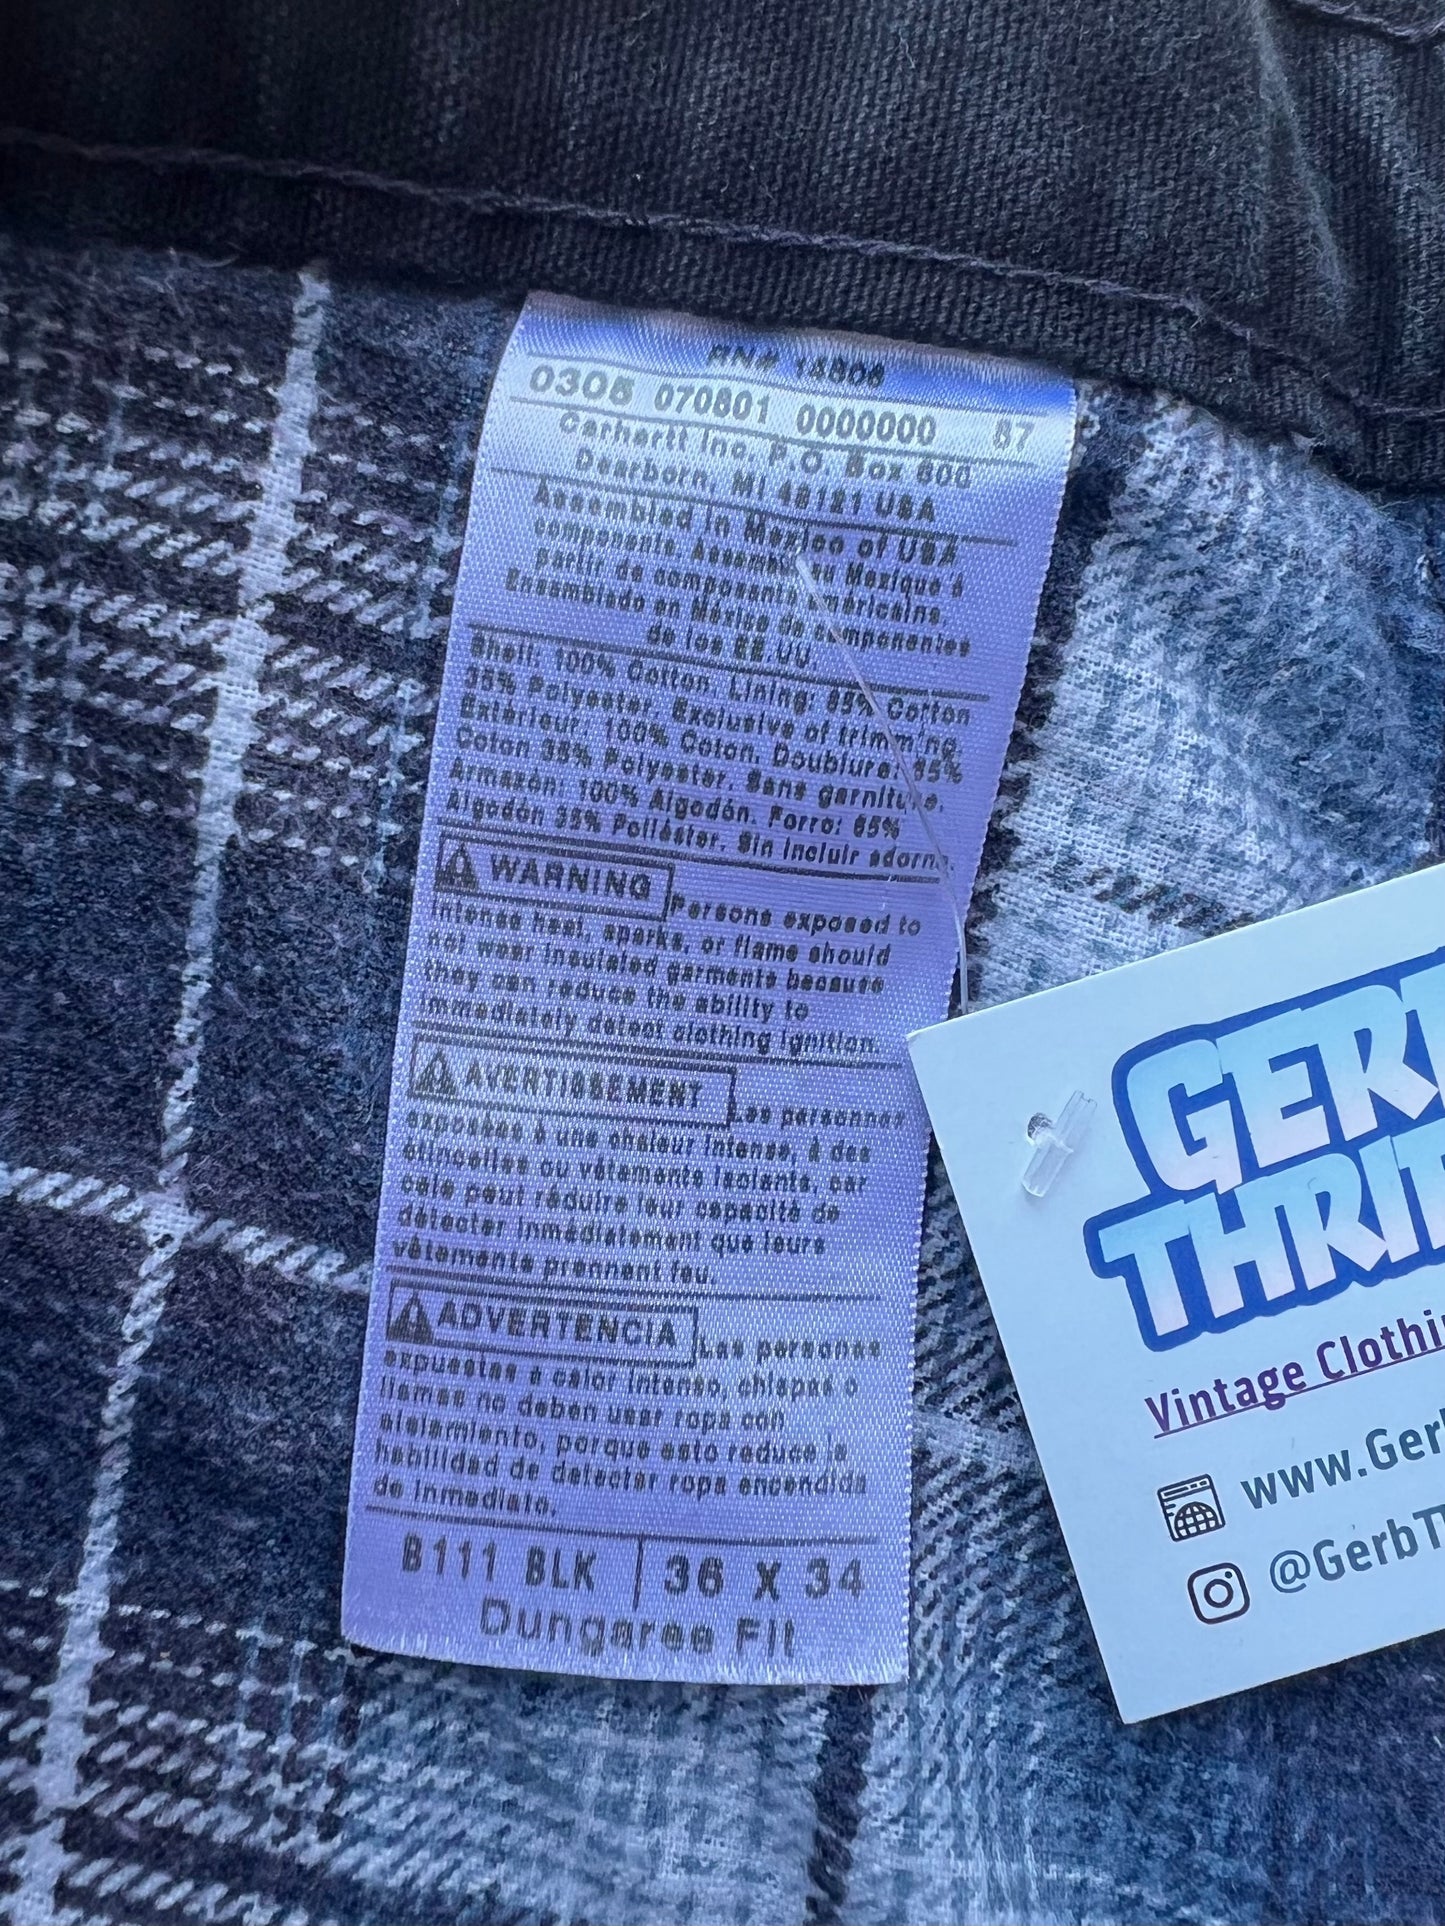 RN# 14806
0305 070801 0000000 87
Carhartt Inc. P.O. Box 600
Dearborn, MI 48121 USA
Assembled in Mexico of USA
components. Assemblé au Mexique à
partir de composants américains.
Ensamblado en México de componentes
de los EE.UU.
Shell: 100% Cotton. Lining: 65% Cotton
35% Polyester. Exclusive of trimming.
Extérieur: 100% Coton. Doublure: 65%
Coton 35% Polyester. Sans garniture.
Armazón: 100% Algodón. Forro: 65%
Algodón 35% Poliéster. Sin incluir adorno.
WARNING Persons exposed to
intense heat, sparks, or flame should
not wear insulated garments because
they can reduce the ability to
immediately detect clothing ignition.
AVERTISSEMENT Les personnes
exposées à une chaleur intense, à des
étincelles ou vêtements isolants, car
cela peut réduire leur capacité de
détecter immédiatement que leurs
vêtements prennent feu.
ADVERTENCIA Las personas
expuestas a calor intenso, chispas o
llamas no deben usar ropa con
aislamiento, porque esto reduce la
habilidad de detectar ropa encendida
de inmediato.
B111 BLK 36 X 34
Dungaree Fit
GER
THRI
Vintage Clothin
www.Ger
@GerbT